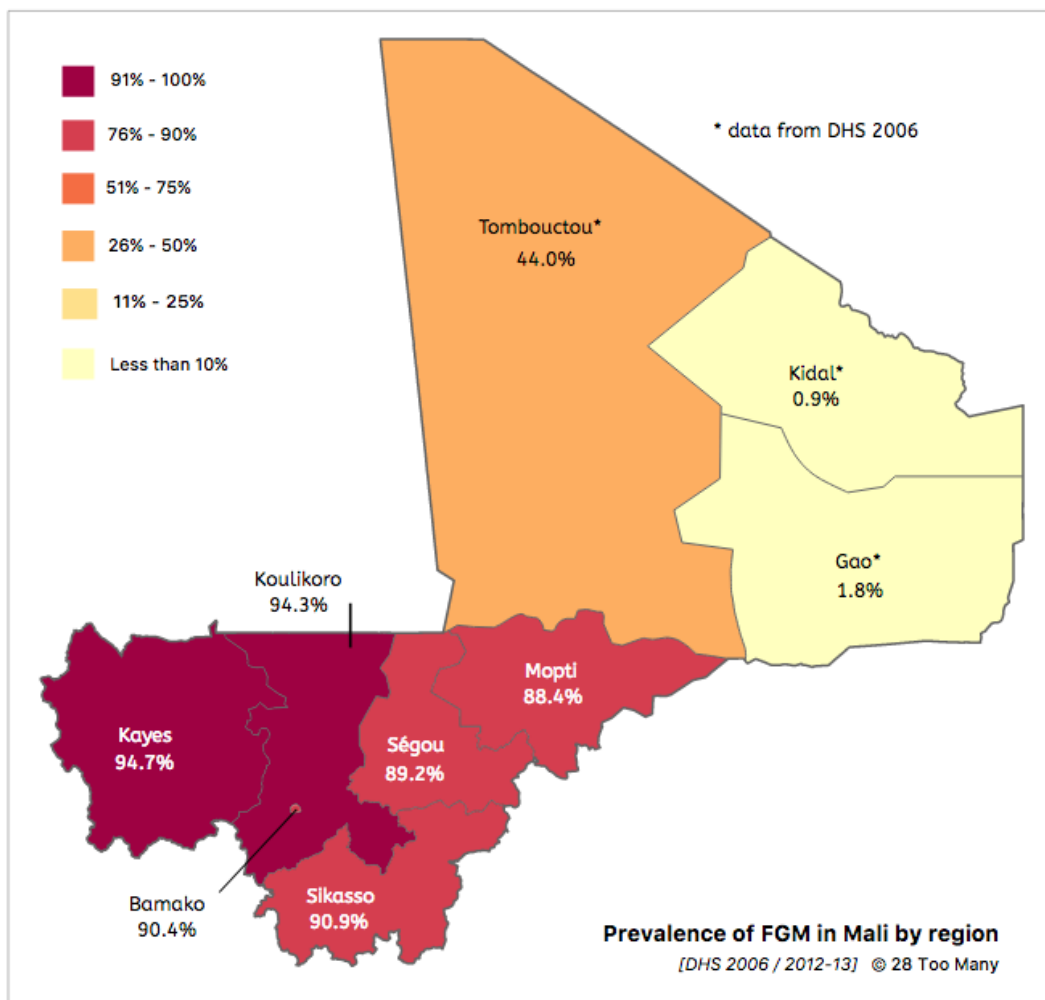 91% - 100%
76% - 90%
51% - 75%
26% - 50%
11% - 25%
Less than 10%
* data from DHS 2006
Tombouctou*
44.0%
Kidal*
0.9%
Gao*
1.8%
Koulikoro
94.3%
Mopti
88.4%
Kayes
94.7%
Ségou
89.2%
Bamako
90.4%
Sikasso
90.9%
Prevalence of FGM in Mali by region
[DHS 2006 / 2012-13] © 28 Too Many